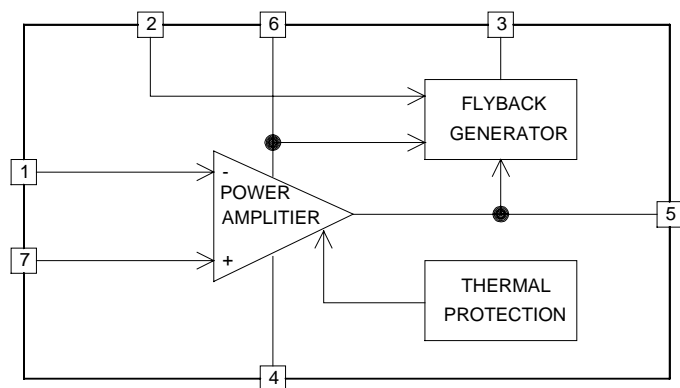 2
6
3
FLYBACK
GENERATOR
1
-
POWER
AMPLITIER
5
7
+
THERMAL
PROTECTION
4